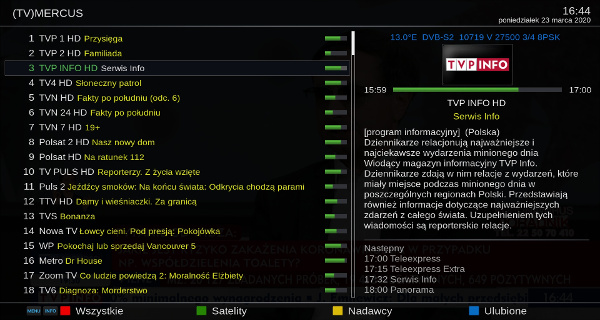 (TV)MERCUS
16:44
poniedziałek 23 marca 2020
1 TVP 1 HD Przysięga
2 TVP 2 HD Familiada
3 TVP INFO HD Serwis Info
4 TV4 HD Słoneczny patrol
5 TVN HD Fakty po południu (odc. 6)
6 TVN 24 HD Fakty po południu
7 TVN 7 HD 19+
8 Polsat 2 HD Nasz nowy dom
9 Polsat HD Na ratunek 112
10 TV PULS HD Reporterzy. Z życia wzięte
11 Puls 2 Jeźdźcy smoków: Na końcu świata: Odkrycia chodzą parami
12 TTV HD Damy i wieśniaczki. Za granicą
13 TVS Bonanza
14 Nowa TV Łowcy cieni. Pod presją: Pokojówka
15 WP Pokochaj lub sprzedaj Vancouver 5
16 Metro Dr House
17 Zoom TV Co ludzie powiedzą 2: Moralność Elżbiety
18 TV6 Diagnoza: Morderstwo
13.0°E DVB-S2 10719 V 27500 3/4 8PSK
TVP INFO
15:59 17:00
TVP INFO HD
Serwis Info
[program informacyjny] (Polska)
Dziennikarze relacjonują najważniejsze i
najciekawsze wydarzenia minionego dnia
Wiodący magazyn informacyjny TVP Info.
Dziennikarze zdają w nim relacje z wydarzeń, które
miały miejsce podczas minionego dnia w
poszczególnych regionach Polski. Przedstawiają
również informacje dotyczące najważniejszych
zdarzeń z całego świata. Uzupełnieniem tych
wiadomości są reporterskie relacje.
Następny
17:00 Teleexpress
17:15 Teleexpress Extra
17:32 Serwis Info
18:00 Panorama
MENU INFO Wszystkie Satelity Nadawcy Ulubione